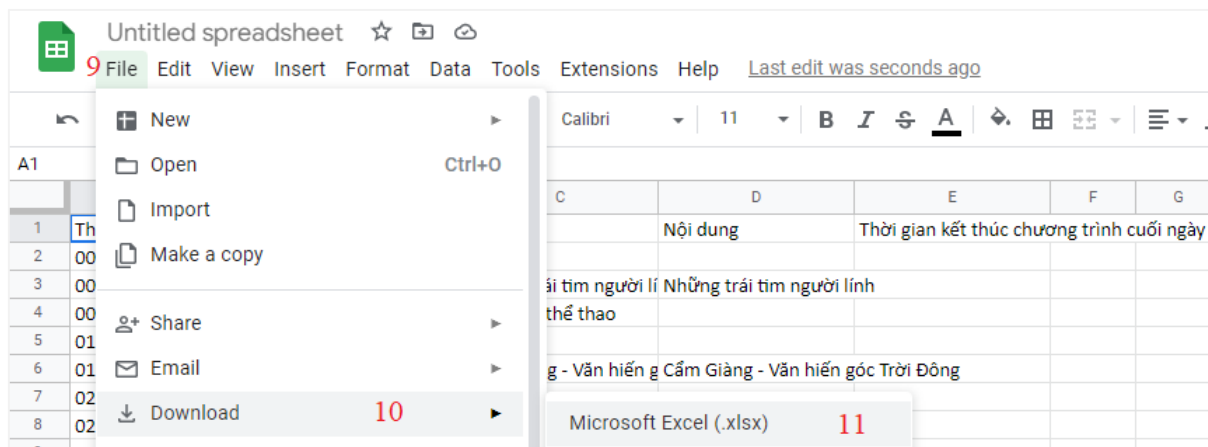 Untitled spreadsheet
9 File Edit View Insert Format Data Tools Extensions Help Last edit was seconds ago
New Calibri 11 B I S A
A1 Open Ctrl+O
Import C D E F G
1 Th Nội dung Thời gian kết thúc chương trình cuối ngày
2 00 Make a copy
3 00 ái tim người lí Những trái tim người lính
4 00 Share thể thao
5 01
6 01 Email g - Văn hiến g Cẩm Giàng - Văn hiến góc Trời Đông
7 02 Download 10
8 02 Microsoft Excel (.xlsx) 11